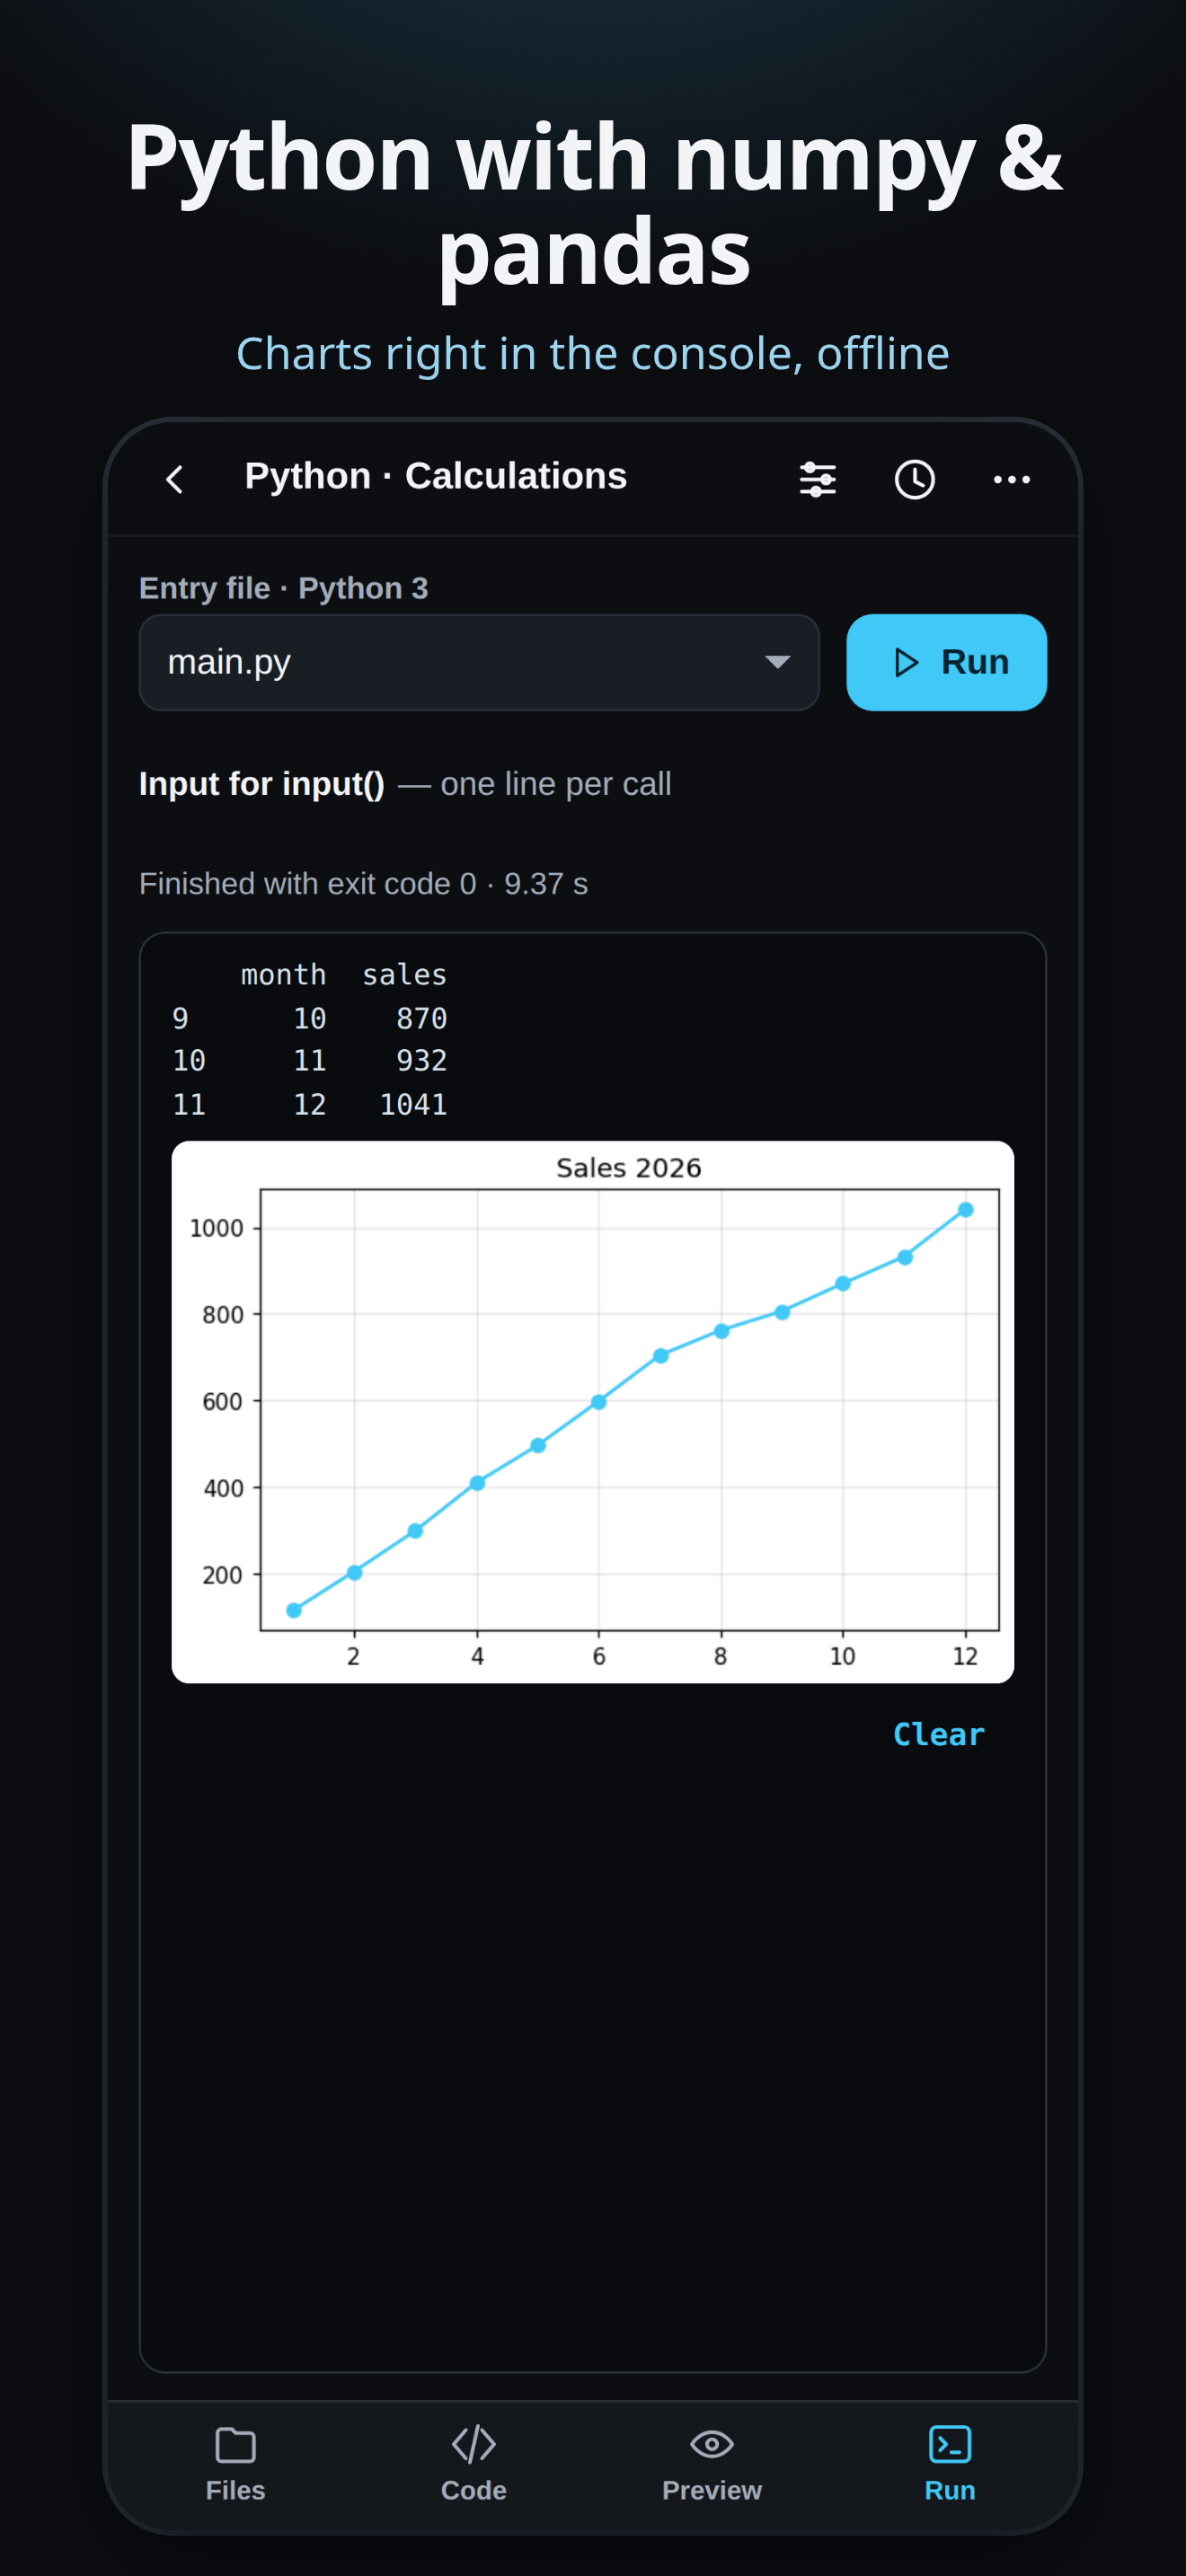 Python with numpy &
pandas
Charts right in the console, offline
Python · Calculations
Entry file · Python 3
main.py
Run
Input for input() — one line per call
Finished with exit code 0 · 9.37 s
month sales
9 10 870
10 11 932
11 12 1041
Sales 2026
1000
800
600
400
200
2 4 6 8 10 12
Clear
Files Code Preview Run